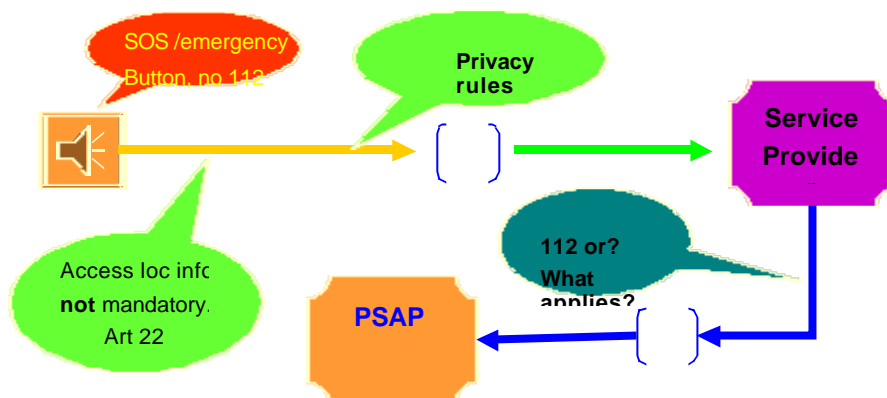 SOS /emergency
Button, no 112
Privacy
rules
Service
Provide
Access loc infc
not mandatory.
Art 22
112 or?
What
applies?
PSAP